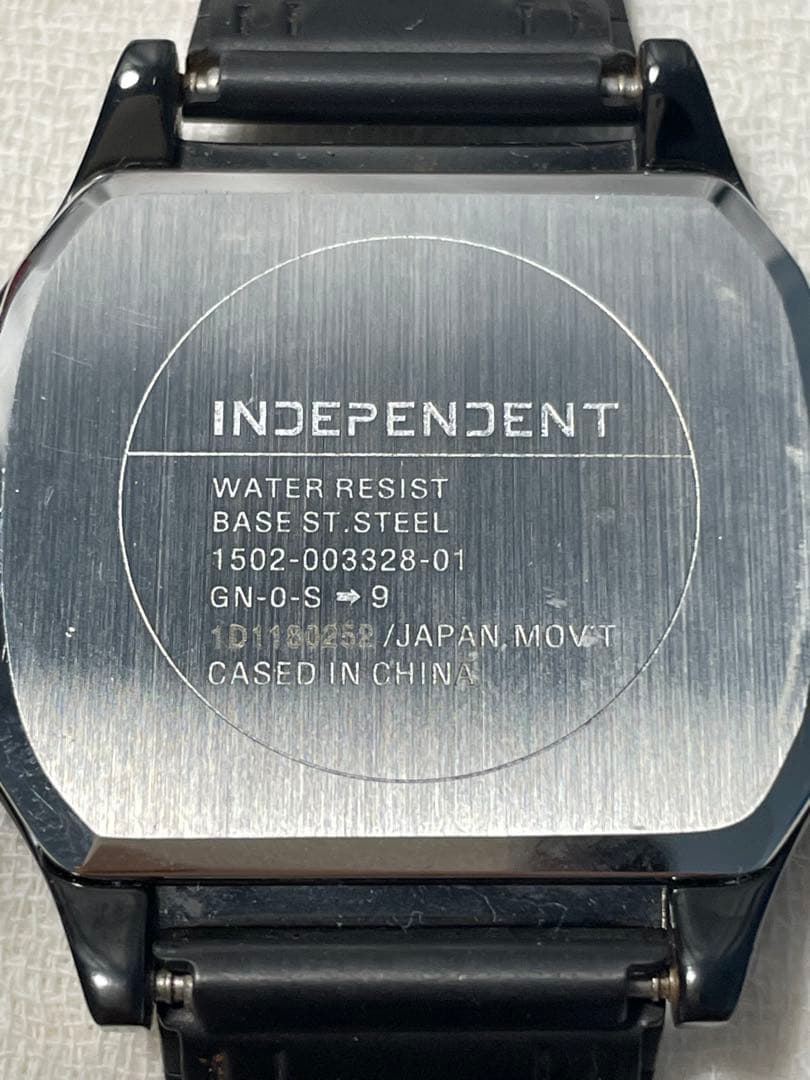 INDEPENDENT
WATER RESIST
BASE ST.STEEL
1502-003328-01
GN-0-S ➡ 9
1D1180252 /JAPAN, MOV'T
CASED IN CHINA